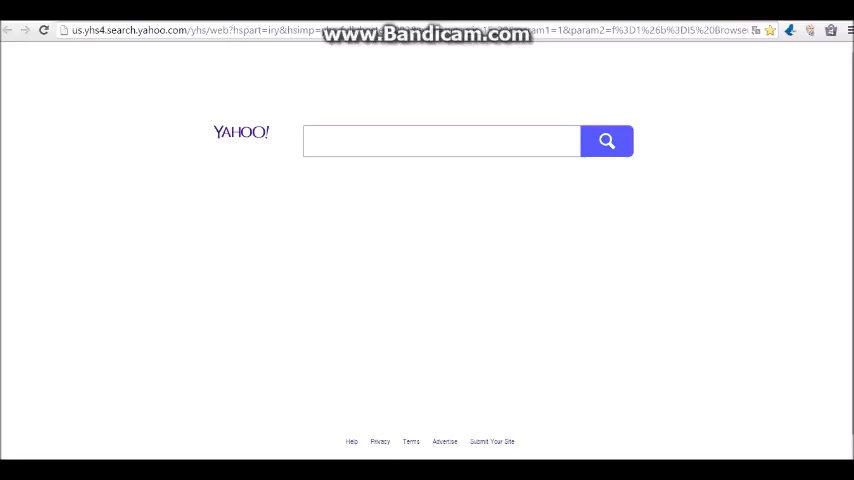 www.Bandicam.com
us.yhs4.search.yahoo.com/yhs/web?hspart=iry&hsimp=
ram1=1&param2=f%3D1%26b%3DIS%20Browse
YAHOO!
Help Privacy Terms Advertise Submit Your Site